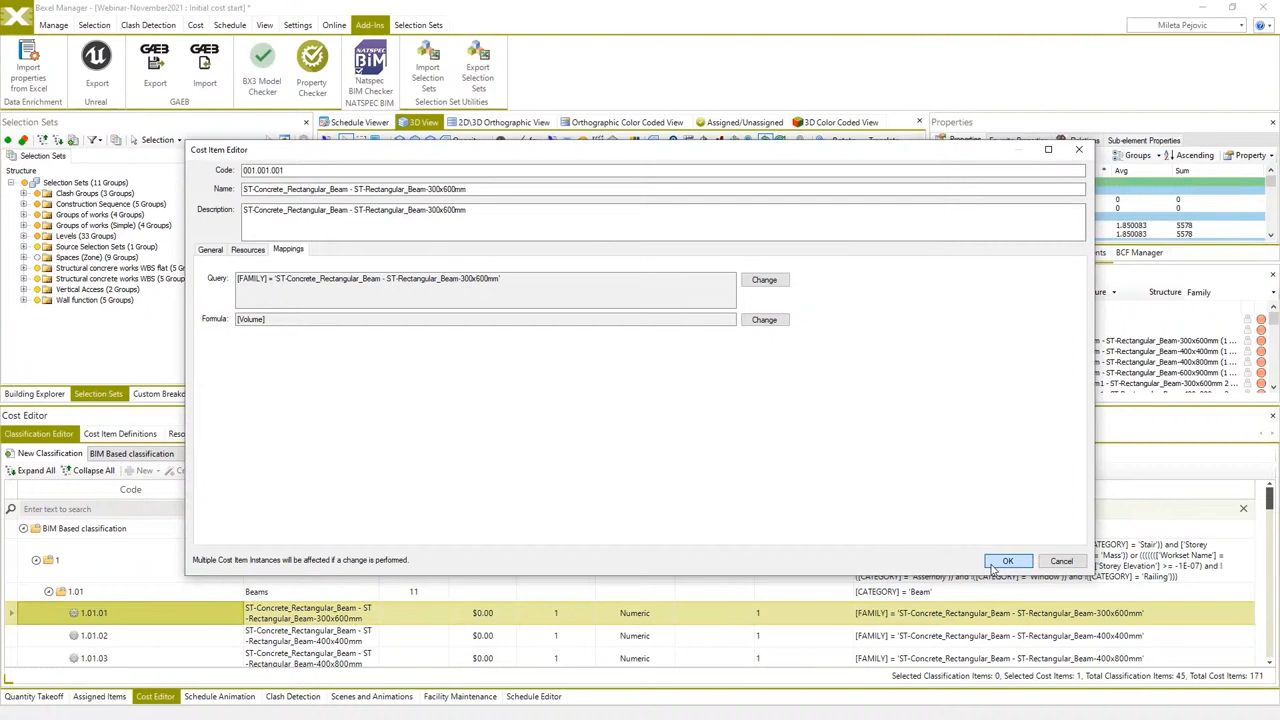 Bexel Manager - [Webinar-November2021 : Initial cost start] *
Manage Selection Clash Detection Cost Schedule View Settings Online Add-Ins Selection Sets
Mileta Pejovic
Import properties from Excel
Export
Export
Import
BX3 Model Checker
Property Checker
NATSPEC BIM
Natspec BIM Checker
Import Selection Sets
Export Selection Sets
Data Enrichment Unreal GAEB NATSPEC BIM Selection Set Utilities
Selection Sets
Schedule Viewer 3D View 2D\3D Orthographic View Orthographic Color Coded View Assigned/Unassigned 3D Color Coded View
Properties
Selection
Sub-element Properties
Selection Sets
Groups Ascending Property
Structure
Avg Sum
Selection Sets (11 Groups)
Clash Groups (3 Groups)
Construction Sequence (5 Groups)
Groups of works (4 Groups)
Groups of works (Simple) (4 Groups)
Levels (33 Groups)
Source Selection Sets (1 Group)
Spaces (Zone) (9 Groups)
Structural concrere works WBS flat (
Structural concrere works WBS (5
Vertical Access (2 Groups)
Wall function (5 Groups)
0 0
0 0
1.850083 5578
1.850083 5578
ents BCF Manager
ure Structure Family
m - ST-Rectangular_Beam-300x600mm (1 ...
m - ST-Rectangular_Beam-400x400mm (1 ...
m - ST-Rectangular_Beam-400x800mm (1 ...
m - ST-Rectangular_Beam-600x900mm (1 ...
m1 - ST-Rectangular_Beam-300x600mm 2 ...
Cost Item Editor
Code: 001.001.001
Name: ST-Concrete_Rectangular_Beam - ST-Rectangular_Beam-300x600mm
Description: ST-Concrete_Rectangular_Beam - ST-Rectangular_Beam-300x600mm
General Resources Mappings
Query: [FAMILY] = 'ST-Concrete_Rectangular_Beam - ST-Rectangular_Beam-300x600mm' Change
Formula: [Volume] Change
Multiple Cost Item Instances will be affected if a change is performed.
OK Cancel
Building Explorer Selection Sets Custom Breako
Cost Editor
Classification Editor Cost Item Definitions Reso
New Classification BIM Based classification
Expand All Collapse All New
Code
Enter text to search
BIM Based classification
1
ATEGORY] = 'Stair')) and ['Storey
= 'Mass')) or ((((((['Workset Name'] =
['Storey Elevation'] >= -1E-07) and !
([CATEGORY] = 'Assembly') and !([CATEGORY] = 'Window') and ![CATEGORY] = 'Railing')))
1.01 Beams 11 [CATEGORY] = 'Beam'
1.01.01 ST-Concrete_Rectangular_Beam - ST -Rectangular_Beam-300x600mm $0.00 1 Numeric 1 [FAMILY] = 'ST-Concrete_Rectangular_Beam - ST-Rectangular_Beam-300x600mm'
1.01.02 ST-Concrete_Rectangular_Beam - ST -Rectangular_Beam-400x400mm $0.00 1 Numeric 1 [FAMILY] = 'ST-Concrete_Rectangular_Beam - ST-Rectangular_Beam-400x400mm'
1.01.03 ST-Concrete_Rectangular_Beam - ST -Rectangular_Beam-400x800mm $0.00 1 Numeric 1 [FAMILY] = 'ST-Concrete_Rectangular_Beam - ST-Rectangular_Beam-400x800mm'
Selected Classification Items: 0, Selected Cost Items: 1, Total Classification Items: 45, Total Cost Items: 171
Quantity Takeoff Assigned Items Cost Editor Schedule Animation Clash Detection Scenes and Animations Facility Maintenance Schedule Editor